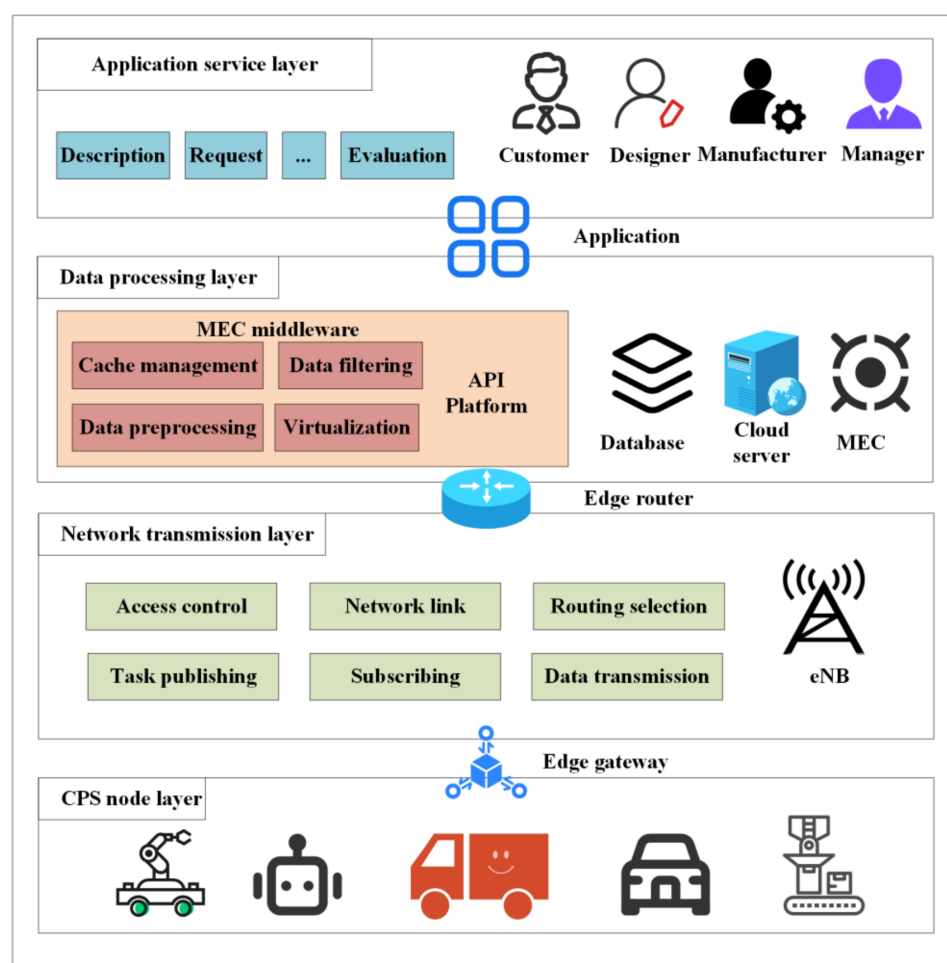 Application service layer
Description
Request
...
Evaluation
Customer
Designer
Manufacturer
Manager
Application
Data processing layer
MEC middleware
Cache management
Data filtering
Data preprocessing
Virtualization
API
Platform
Database
Cloud
server
MEC
Edge router
Network transmission layer
Access control
Network link
Routing selection
Task publishing
Subscribing
Data transmission
eNB
Edge gateway
CPS node layer